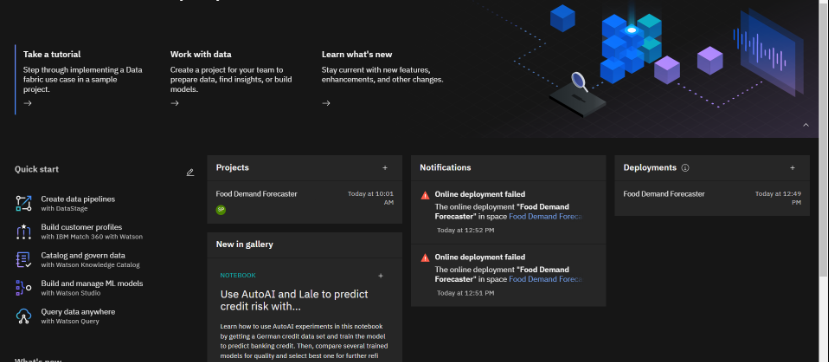 Take a tutorial
Step through implementing a Data
fabric use case in a sample
project.
Work with data
Create a project for your team to
prepare data, find insights, or build
models.
Learn what's new
Stay current with new features,
enhancements, and other changes.
Quick start
Create data pipelines
with DataStage
Build customer profiles
with IBM Match 360 with Watson
Catalog and govern data
with Watson Knowledge Catalog
Build and manage ML models
with Watson Studio
Query data anywhere
with Watson Query
What's new
Projects
Food Demand Forecaster
Today at 10:01
AM
SP
New in gallery
NOTEBOOK
Use AutoAI and Lale to predict
credit risk with...
Learn how to use AutoAI experiments in this notebook
by getting a German credit data set and train the model
to predict banking credit. Then, compare several trained
models for quality and select best one for further refi
Notifications
Online deployment failed
The online deployment "Food Demand
Forecaster" in space Food Demand Forec
Today at 12:52 PM
Online deployment failed
The online deployment "Food Demand
Forecaster" in space Food Demand Forec
Today at 12:51 PM
Deployments
Food Demand Forecaster
Today at 12:49
PM